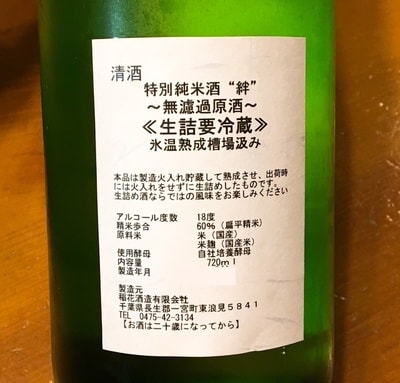 清酒
特別純米酒“絆”
～無濾過原酒～
≪生詰要冷蔵≫
氷温熟成槽場汲み
本品は製造火入れ貯蔵して熟成させ、出荷時
には火入れをせずに生詰めしたものです。
生詰め酒ならではの風味をお楽しみください
アルコール度数 18度
精米歩合 60%(扁平精米)
原料米 米(国産)
米麹(国産米)
使用酵母 自社培養酵母
内容量 720ml
製造年月
製造元
稲花酒造有限会社
千葉県長生郡一宮町東浪見5841
TEL 0475-42-3134
【お酒は二十歳になってから】